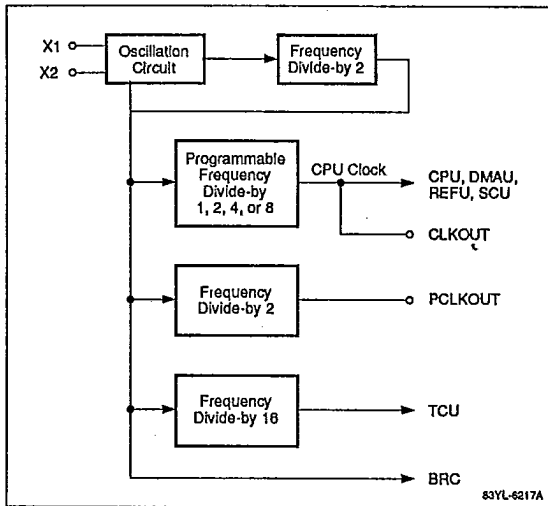 X1
X2
Oscillation
Circuit
Frequency
Divide-by 2
Programmable
Frequency
Divide-by
1, 2, 4, or 8
CPU Clock
CPU, DMAU,
REFU, SCU
CLKOUT
Frequency
Divide-by 2
PCLKOUT
Frequency
Divide-by 16
TCU
BRC
83YL-6217A